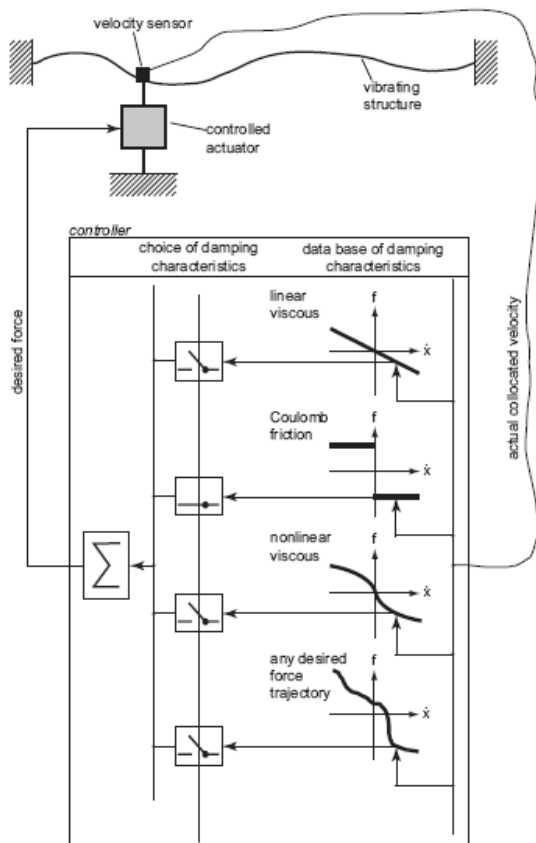 velocity sensor
vibrating
structure
controlled
actuator
controller
choice of damping
characteristics
data base of damping
characteristics
desired force
actual collocated velocity
linear
viscous
f
ẋ
Coulomb
friction
f
ẋ
nonlinear
viscous
f
ẋ
Σ
any desired
force
trajectory
f
ẋ